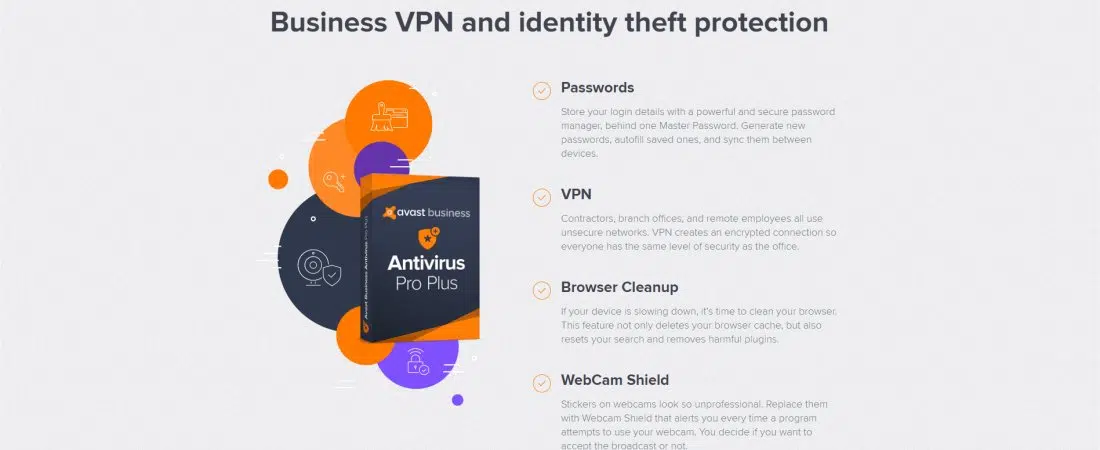 Business VPN and identity theft protection
avast business
Antivirus
Pro Plus
Avast Business Antivirus Pro Plus
Passwords
Store your login details with a powerful and secure password
manager, behind one Master Password. Generate new
passwords, autofill saved ones, and sync them between
devices.
VPN
Contractors, branch offices, and remote employees all use
unsecure networks. VPN creates an encrypted connection so
everyone has the same level of security as the office.
Browser Cleanup
If your device is slowing down, it's time to clean your browser.
This feature not only deletes your browser cache, but also
resets your search and removes harmful plugins.
WebCam Shield
Stickers on webcams look so unprofessional. Replace them
with Webcam Shield that alerts you every time a program
attempts to use your webcam. You decide if you want to
accept the broadcast or not.